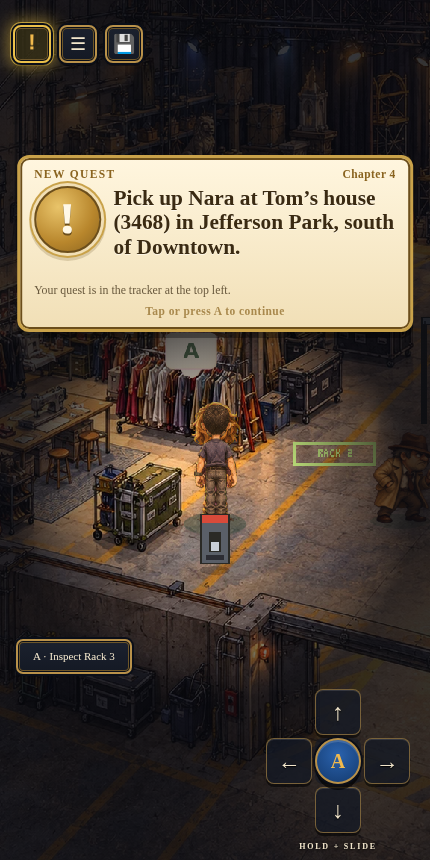 !
NEW QUEST
Chapter 4
!
Pick up Nara at Tom's house
(3468) in Jefferson Park, south
of Downtown.
Your quest is in the tracker at the top left.
Tap or press A to continue
A
RACK 2
A · Inspect Rack 3
↑
← A →
↓
HOLD + SLIDE